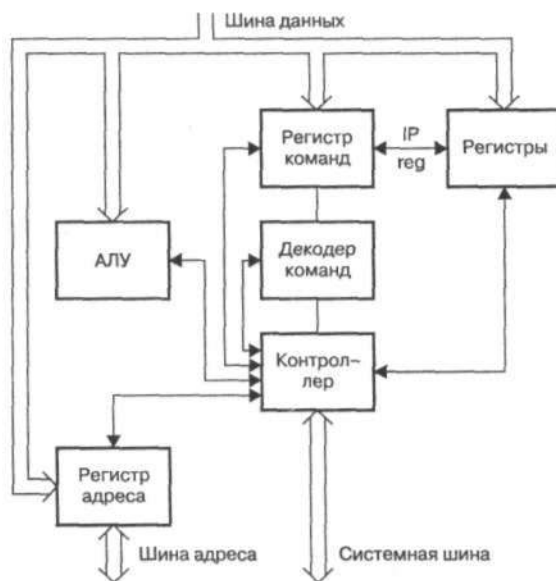 Шина данных
Регистр
команд
IP
reg
Регистры
АЛУ
Декодер
команд
Контрол-
лер
Регистр
адреса
Шина адреса
Системная шина